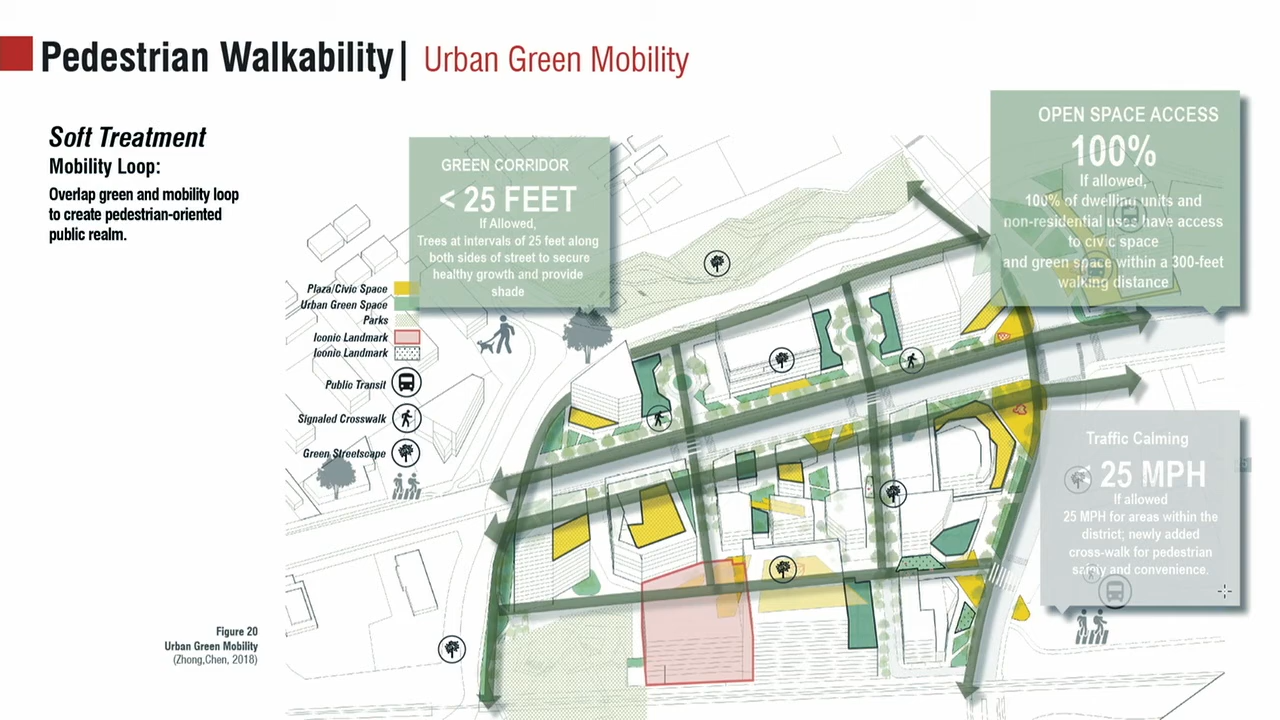 Pedestrian Walkability| Urban Green Mobility
Soft Treatment
Mobility Loop:
Overlap green and mobility loop
to create pedestrian-oriented
public realm.
GREEN CORRIDOR
< 25 FEET
If Allowed,
Trees at intervals of 25 feet along
both sides of street to secure
healthy growth and provide
shade
OPEN SPACE ACCESS
100%
If allowed,
100% of dwelling units and
non-residential uses have access
to civic space
and green space within a 300-feet
walking distance
Plaza/Civic Space
Urban Green Space
Parks
Iconic Landmark
Iconic Landmark
Public Transit
Signaled Crosswalk
Green Streetscape
Traffic Calming
< 25 MPH
If allowed
25 MPH for areas within the
district; newly added
cross-walk for pedestrian
safety and convenience.
Figure 20
Urban Green Mobility
(Zhong,Chen, 2018)